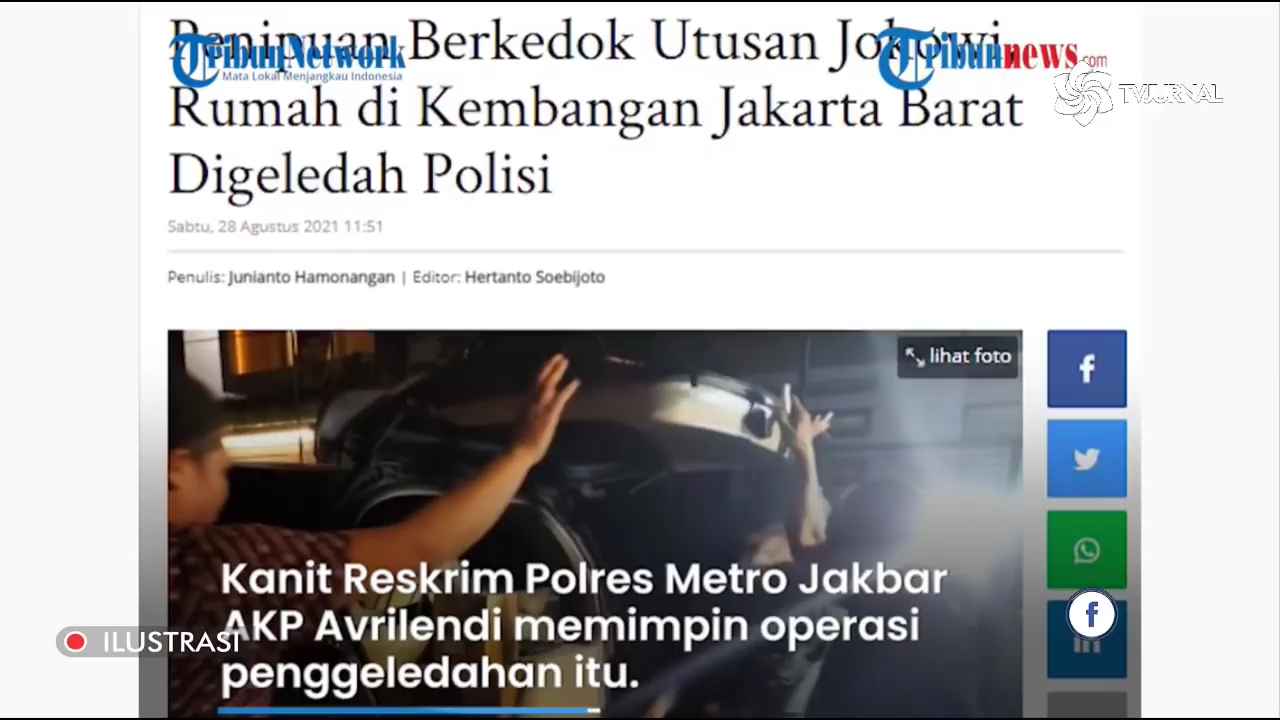 Penipuan Berkedok Utusan Jokowi
TribunNetwork
Mata Lokal Menjangkau Indonesia
Tribunnews.com
TVJURNAL
Rumah di Kembangan Jakarta Barat
Digeledah Polisi
Sabtu, 28 Agustus 2021 11:51
Penulis: Junianto Hamonangan | Editor: Hertanto Soebijoto
lihat foto
Kanit Reskrim Polres Metro Jakbar
AKP Avrilendi memimpin operasi
penggeledahan itu.
ILUSTRASI